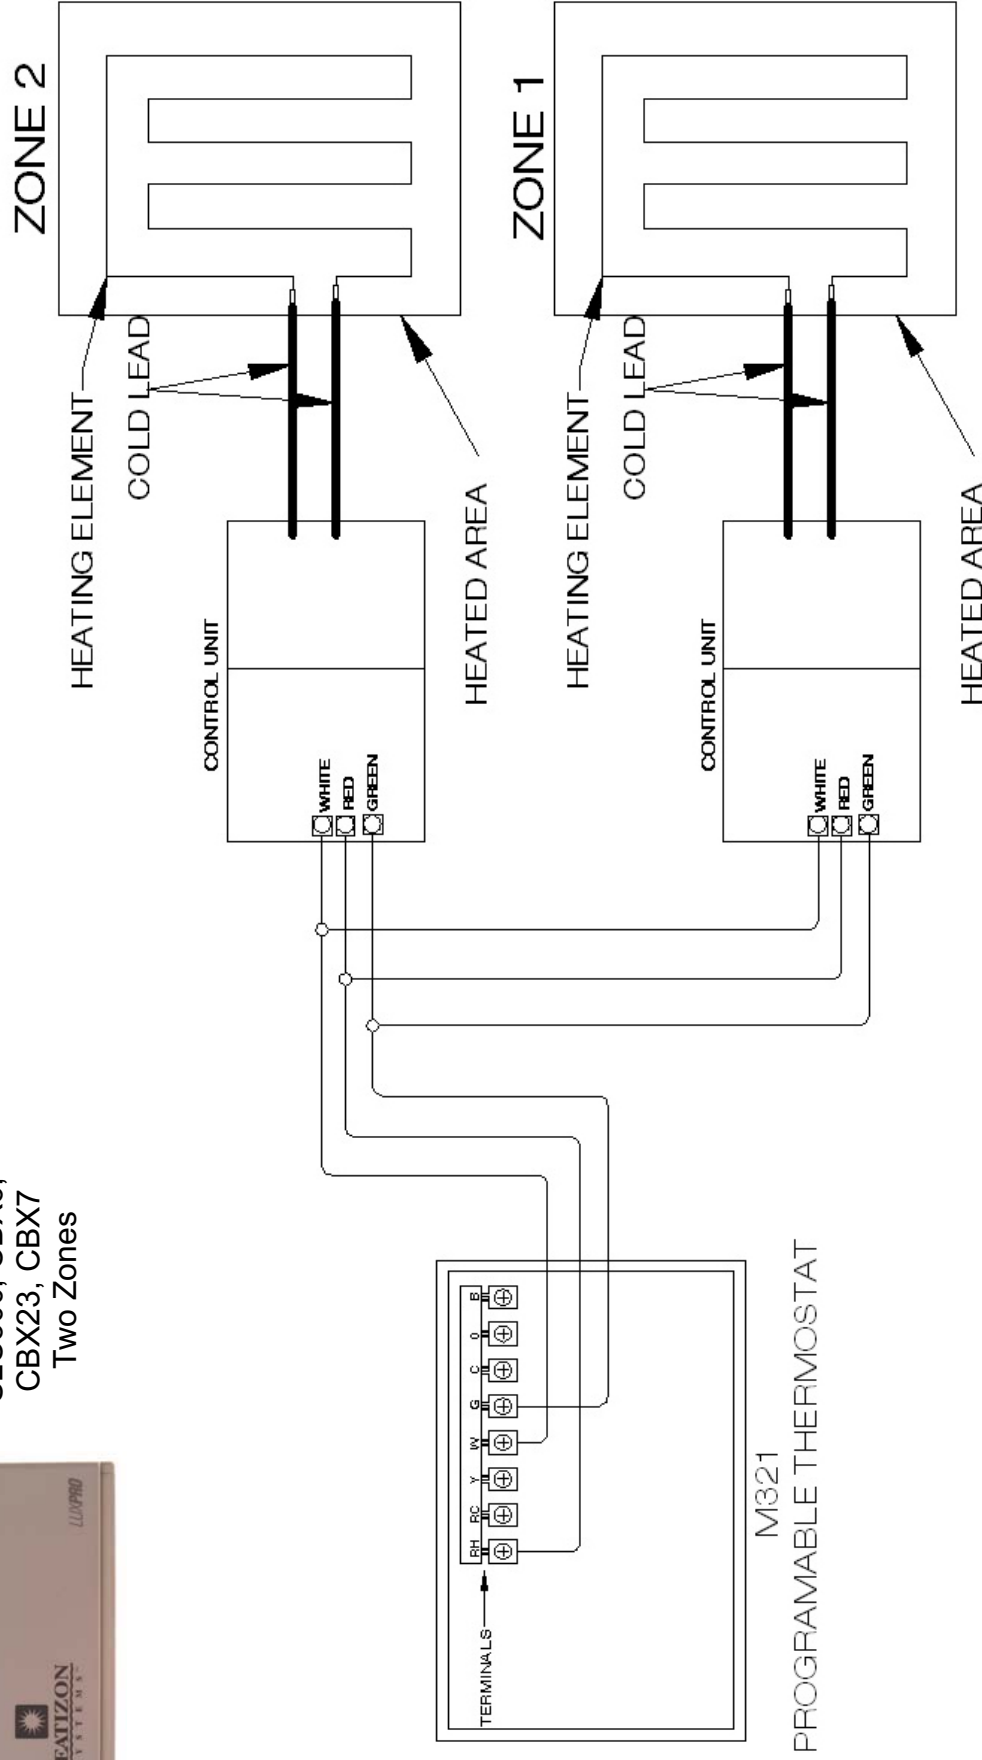 CBX23, CBX7
Two Zones
LUXPRO
ZONE 2
HEATING ELEMENT
COLD LEAD
CONTROL UNIT
WHITE
RED
GREEN
HEATED AREA
ZONE 1
HEATING ELEMENT
COLD LEAD
CONTROL UNIT
WHITE
RED
GREEN
HEATED AREA
TERMINALS
RH RC Y W G C O B
M321
PROGRAMABLE THERMOSTAT